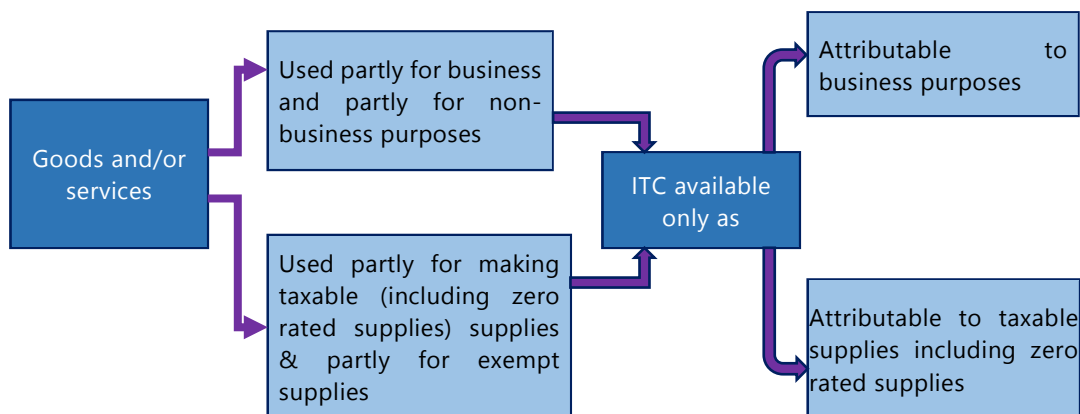 Goods and/or
services
Used partly for business
and partly for non-
business purposes
Used partly for making
taxable (including zero
rated supplies) supplies
& partly for exempt
supplies
ITC available
only as
Attributable to
business purposes
Attributable to taxable
supplies including zero
rated supplies